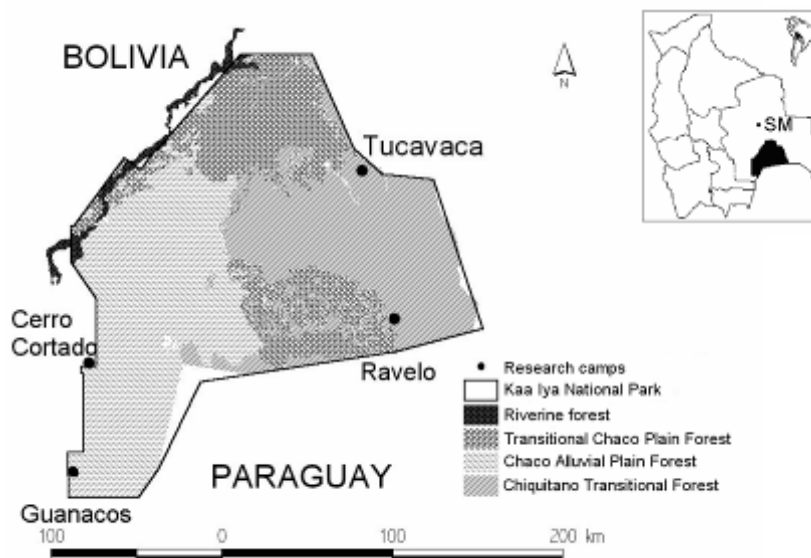 BOLIVIA
N
SM
Tucavaca
Cerro
Cortado
Ravelo
Research camps
Kaa Iya National Park
Riverine forest
Transitional Chaco Plain Forest
Chaco Alluvial Plain Forest
Chiquitano Transitional Forest
PARAGUAY
Guanacos
100 0 100 200 km